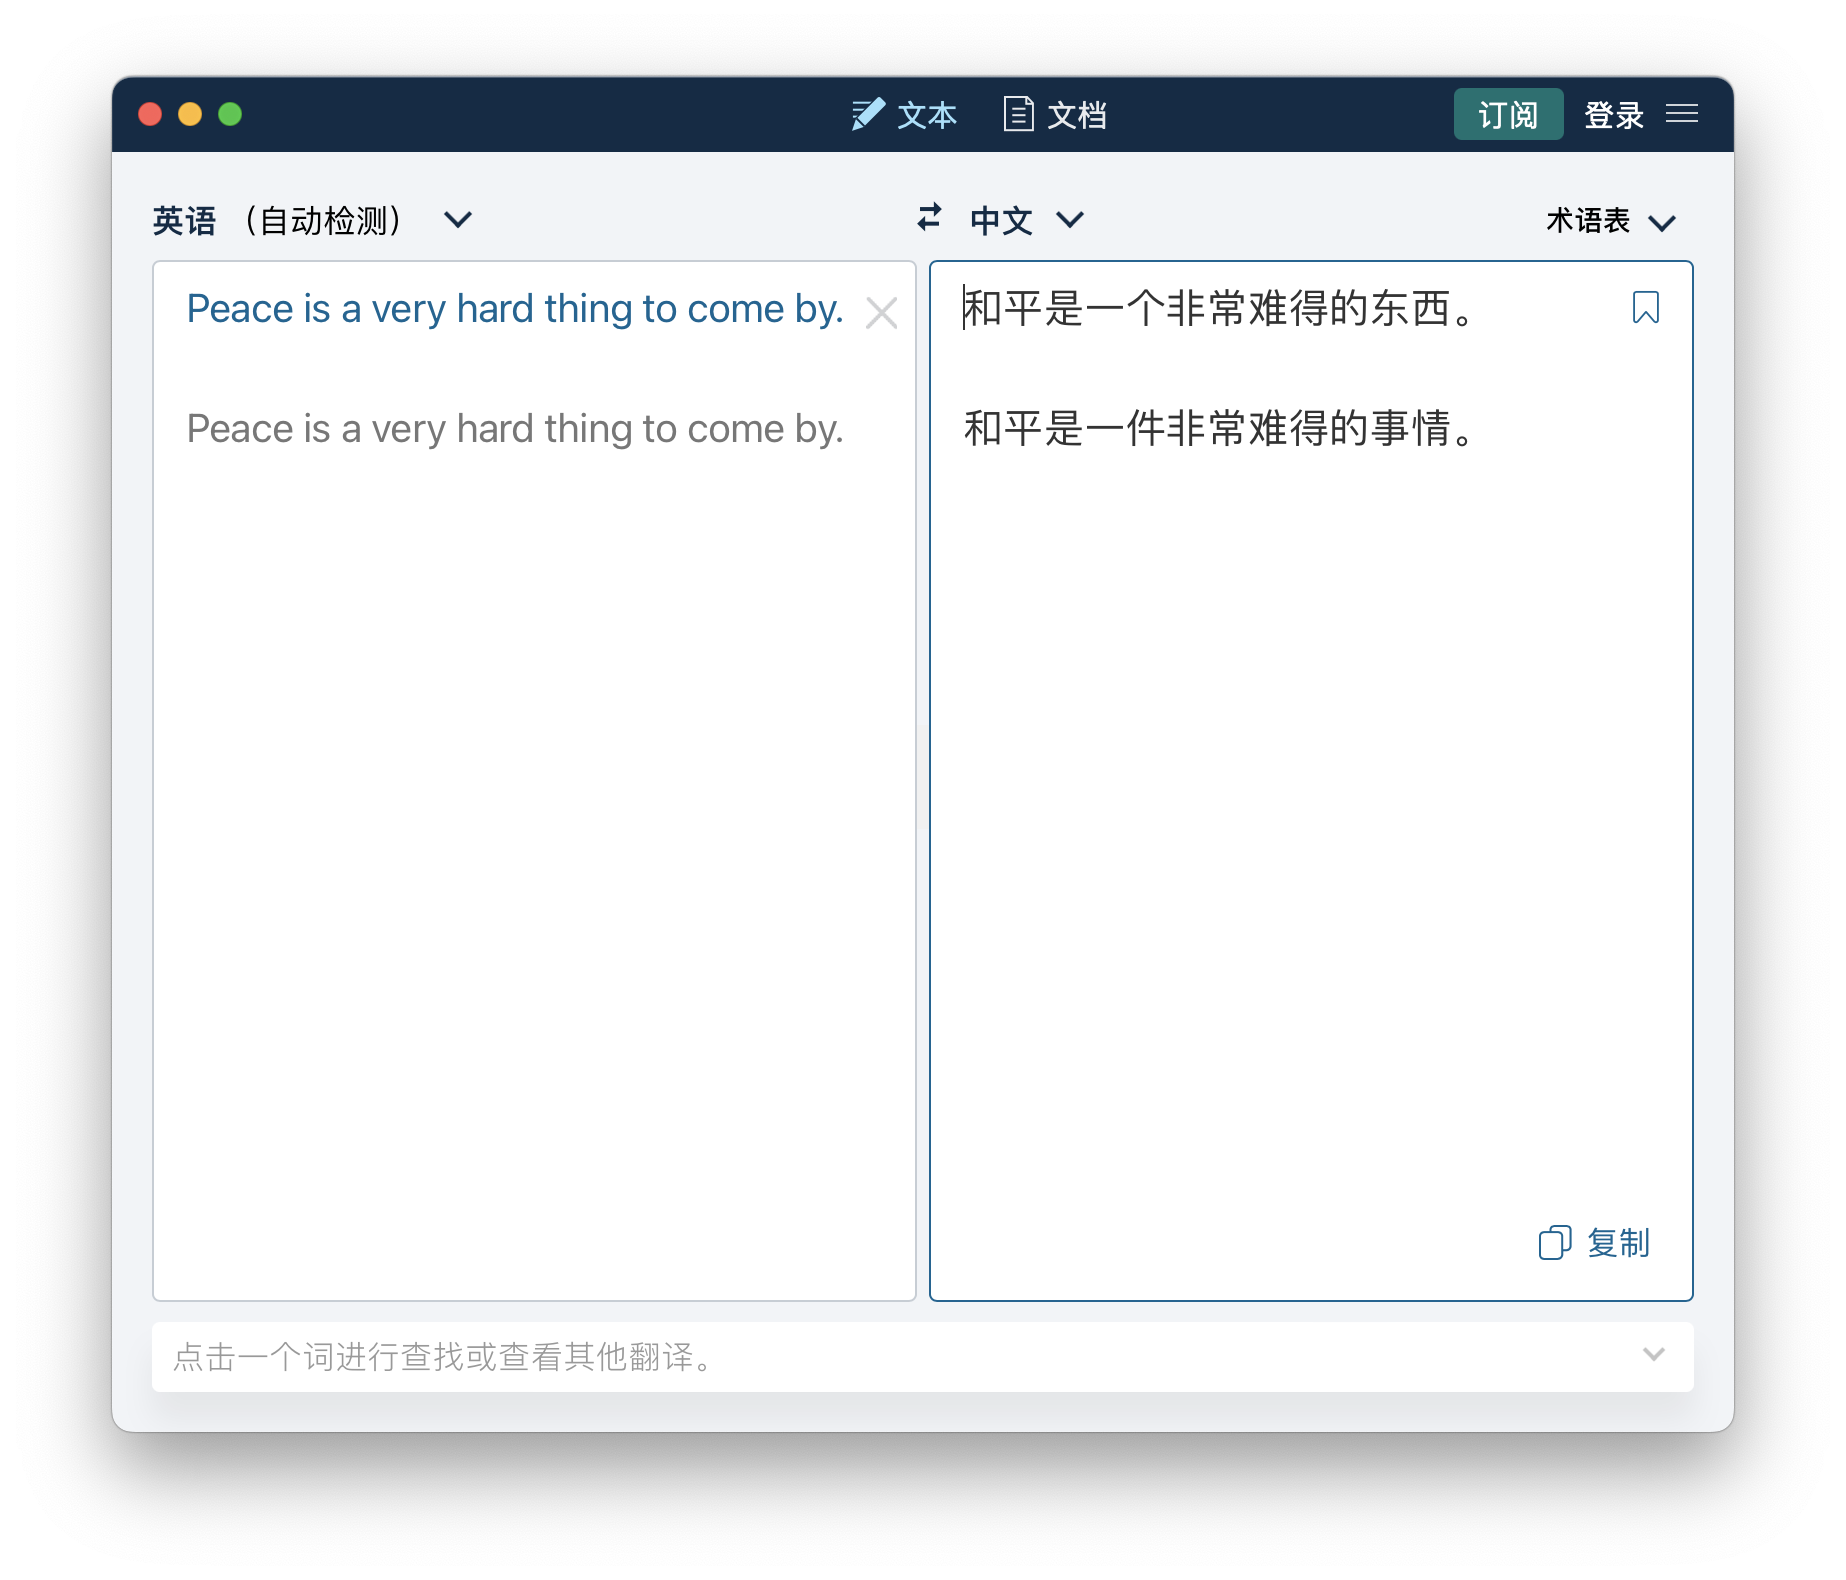 文本 文档 订阅 登录
英语 （自动检测） 中文 术语表
Peace is a very hard thing to come by.
Peace is a very hard thing to come by.
和平是一个非常难得的东西。
和平是一件非常难得的事情。
复制
点击一个词进行查找或查看其他翻译。